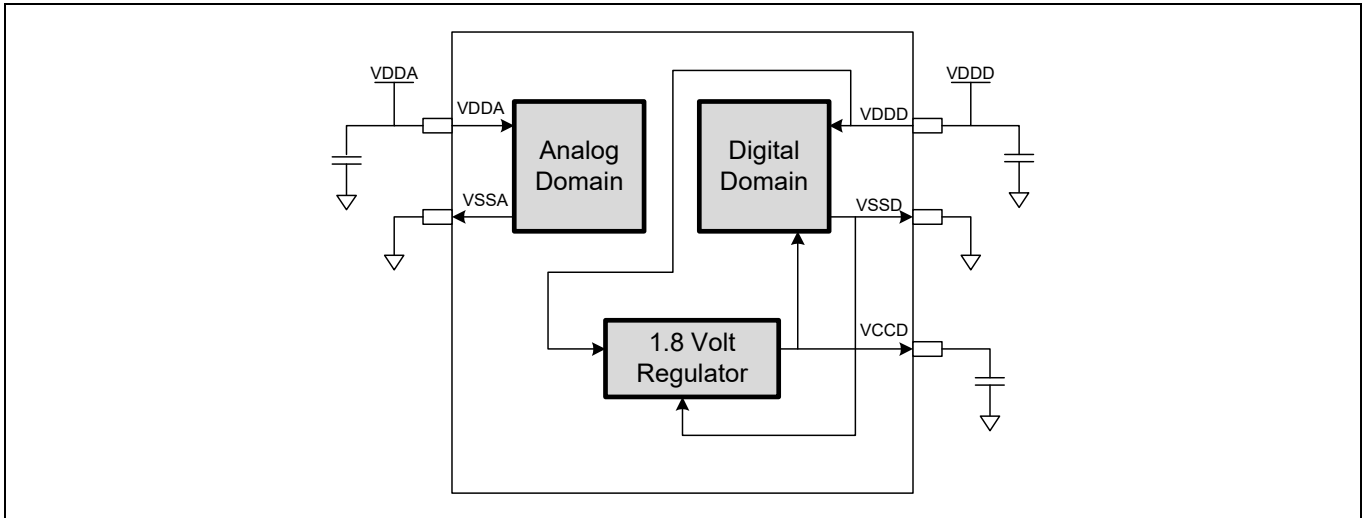 VDDA
VDDD
VDDA
VDDD
Analog
Domain
Digital
Domain
VSSA
VSSD
1.8 Volt
Regulator
VCCD